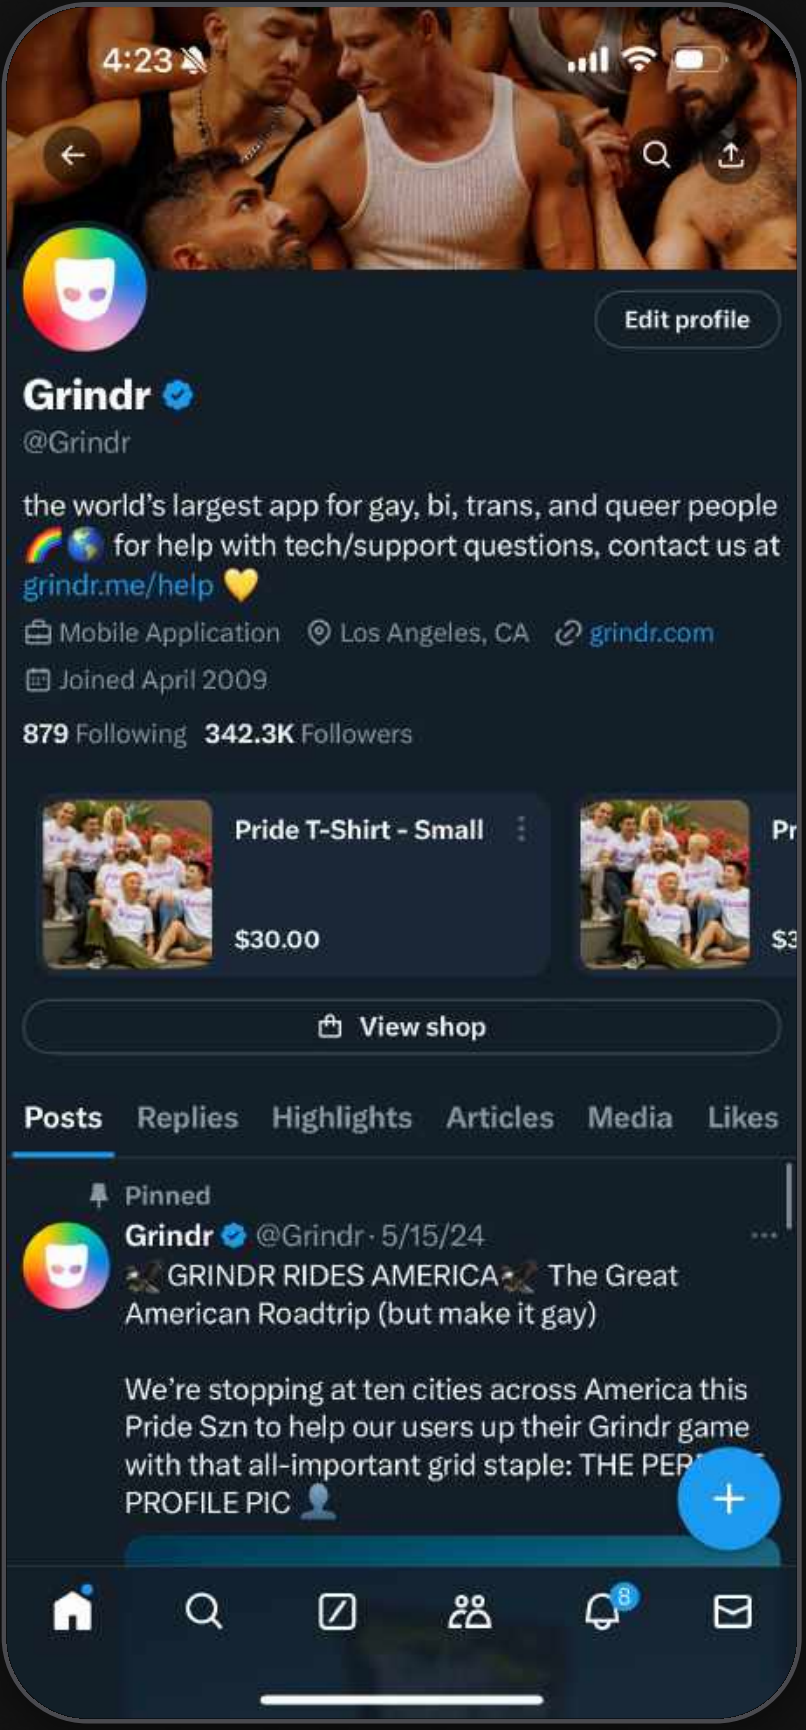 4:23
Edit profile
Grindr
@Grindr
the world's largest app for gay, bi, trans, and queer people
🌈🌎 for help with tech/support questions, contact us at
grindr.me/help 💛
Mobile Application Los Angeles, CA grindr.com
Joined April 2009
879 Following 342.3K Followers
Pride T-Shirt - Small
$30.00
Pr
$3
View shop
Posts Replies Highlights Articles Media Likes
Pinned
Grindr @Grindr · 5/15/24
🦅 GRINDR RIDES AMERICA🦅 The Great
American Roadtrip (but make it gay)
We're stopping at ten cities across America this
Pride Szn to help our users up their Grindr game
with that all-important grid staple: THE
PROFILE PIC 👤
8